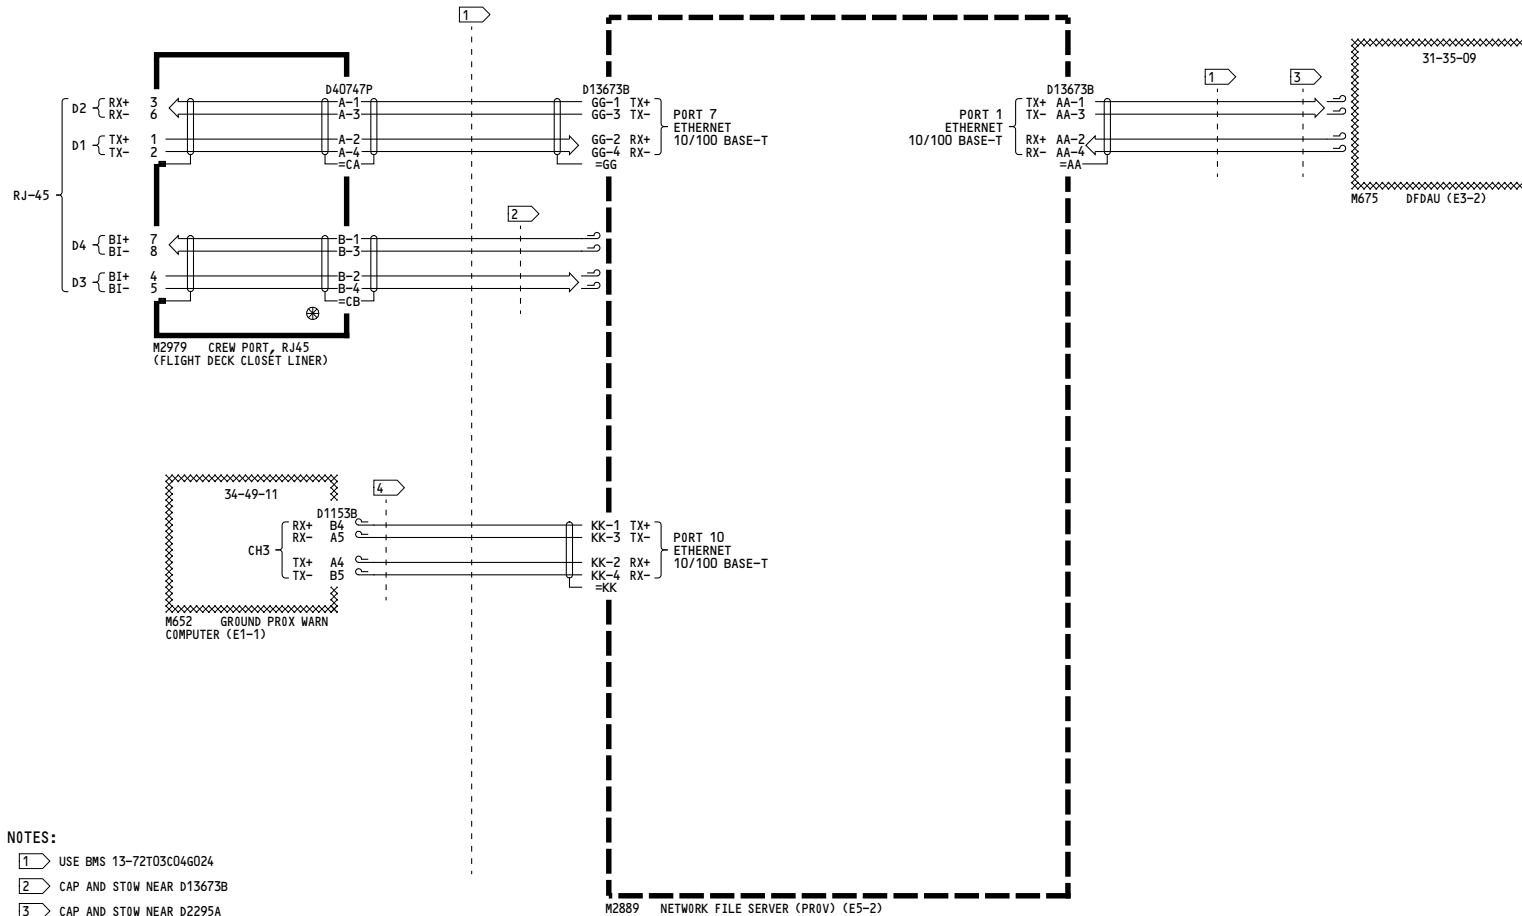 1
31-35-09
1
3
D40747P
D13673B
D13673B
D2 RX+ 3 A-1 GG-1 TX+
RX- 6 A-3 GG-3 TX-
PORT 7
ETHERNET
10/100 BASE-T
D1 TX+ 1 A-2 GG-2 RX+
TX- 2 A-4 GG-4 RX-
=CA
=GG
PORT 1
ETHERNET
10/100 BASE-T
TX+ AA-1
TX- AA-3
RX+ AA-2
RX- AA-4
=AA
M675 DFDAU (E3-2)
RJ-45
2
D4 BI+ 7 B-1
BI- 8 B-3
D3 BI+ 4 B-2
BI- 5 B-4
=CB
M2979 CREW PORT, RJ45
(FLIGHT DECK CLOSET LINER)
34-49-11
4
D1153B
CH3
RX+ B4 KK-1 TX+
RX- A5 KK-3 TX-
TX+ A4 KK-2 RX+
TX- B5 KK-4 RX-
=KK
PORT 10
ETHERNET
10/100 BASE-T
M652 GROUND PROX WARN
COMPUTER (E1-1)
NOTES:
1 USE BMS 13-72T03C04G024
2 CAP AND STOW NEAR D13673B
3 CAP AND STOW NEAR D2295A
M2889 NETWORK FILE SERVER (PROV) (E5-2)